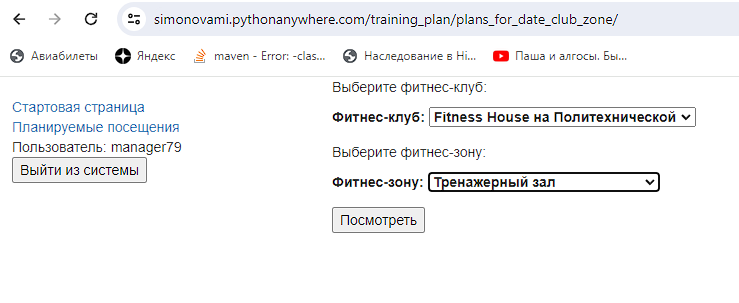 simonovami.pythonanywhere.com/training_plan/plans_for_date_club_zone/
Авиабилеты Яндекс maven - Error: -clas... Наследование в Hi... Паша и алгосы. Бы...
Выберите фитнес-клуб:
Стартовая страница
Фитнес-клуб: Fitness House на Политехнической
Планируемые посещения
Пользователь: manager79
Выберите фитнес-зону:
Выйти из системы
Фитнес-зону: Тренажерный зал
Посмотреть